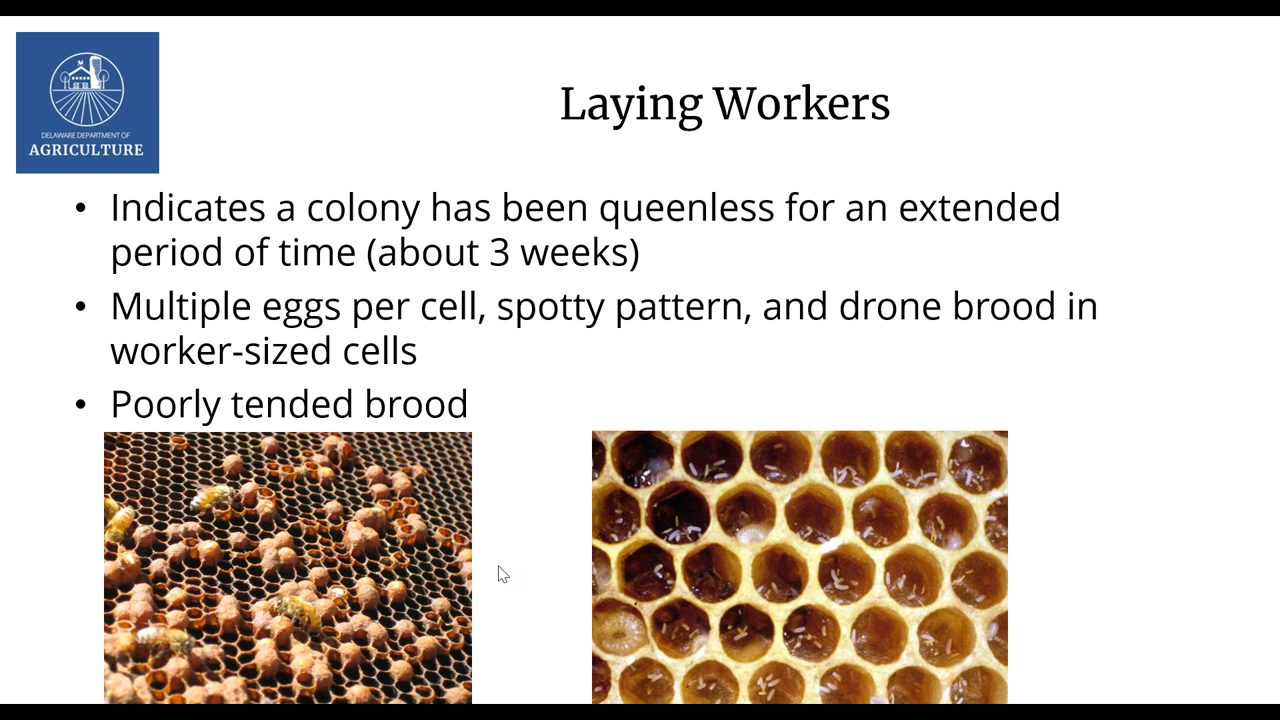 DELAWARE DEPARTMENT OF
AGRICULTURE
Laying Workers
• Indicates a colony has been queenless for an extended
period of time (about 3 weeks)
• Multiple eggs per cell, spotty pattern, and drone brood in
worker-sized cells
• Poorly tended brood